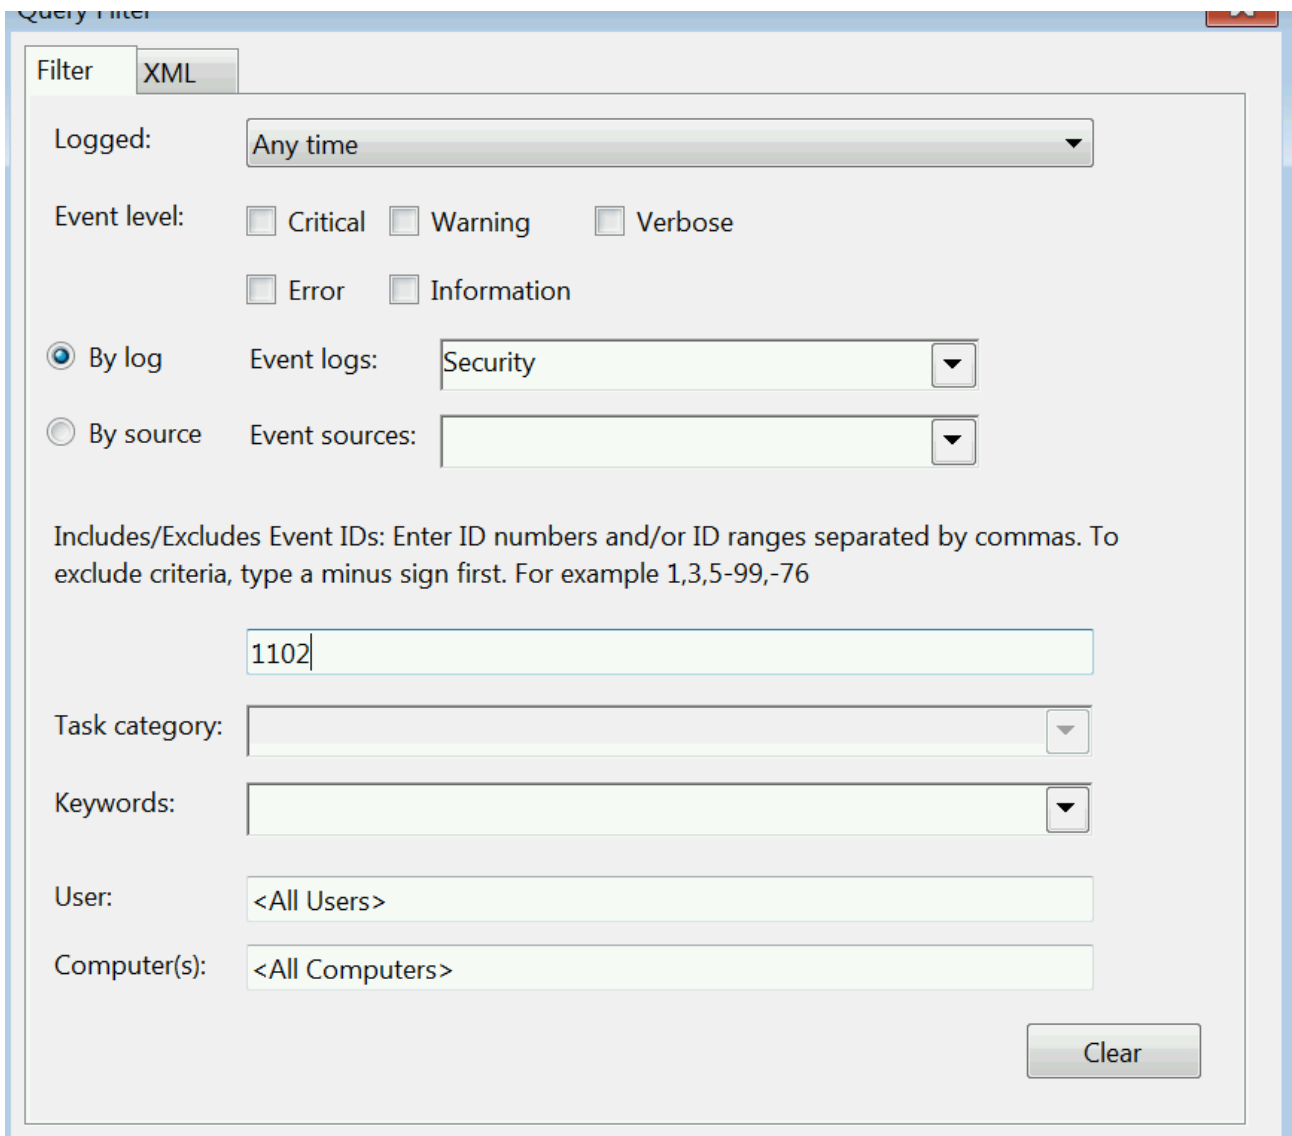 Query Filter
Filter XML
Logged: Any time
Event level: Critical Warning Verbose
Error Information
By log Event logs: Security
By source Event sources:
Includes/Excludes Event IDs: Enter ID numbers and/or ID ranges separated by commas. To
exclude criteria, type a minus sign first. For example 1,3,5-99,-76
1102
Task category:
Keywords:
User: <All Users>
Computer(s): <All Computers>
Clear